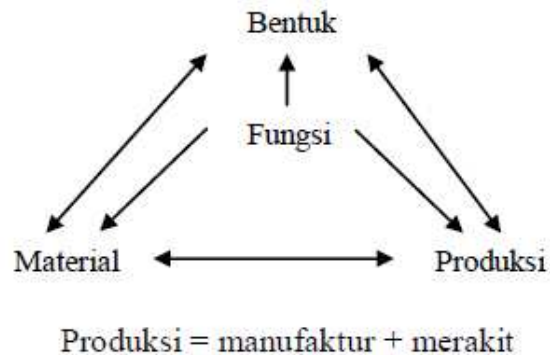 Bentuk
Fungsi
Material
Produksi
Produksi = manufaktur + merakit